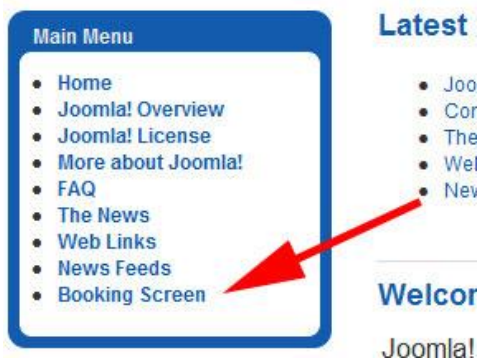 Main Menu
Home
Joomla! Overview
Joomla! License
More about Joomla!
FAQ
The News
Web Links
News Feeds
Booking Screen
Latest
The
Joomla!